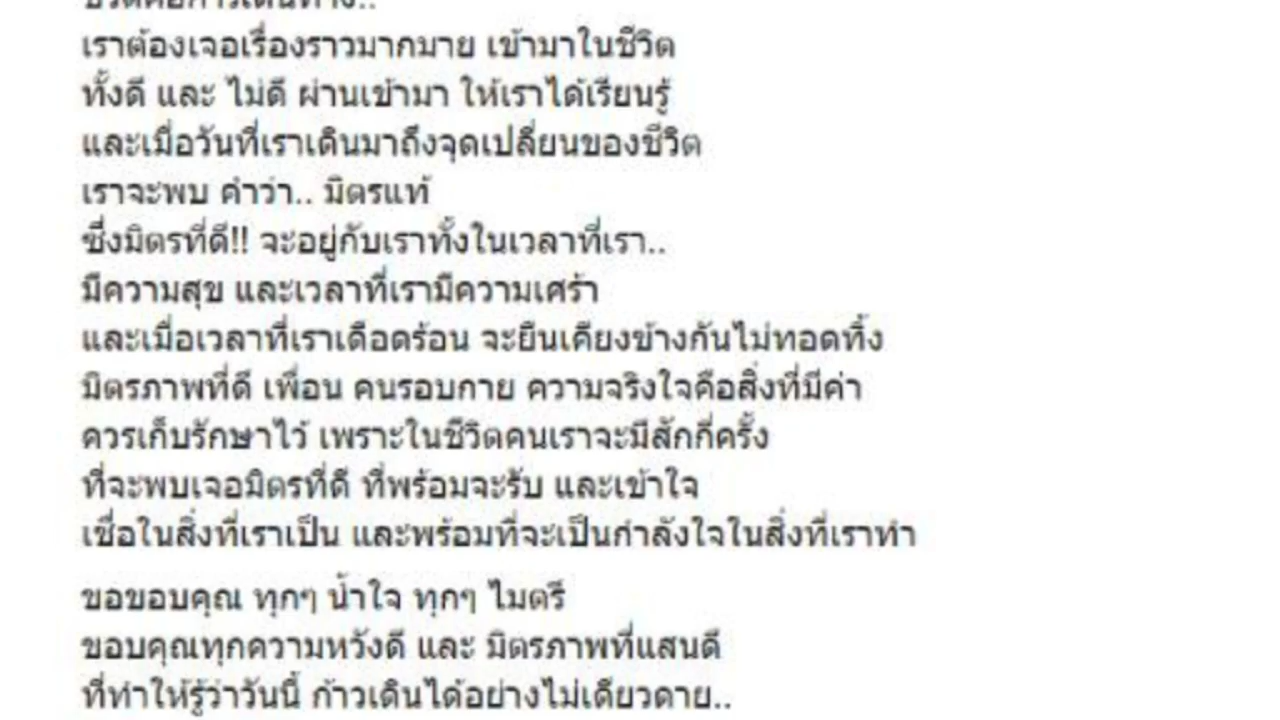 ชีวิตคือการเดินทาง..
เราต้องเจอเรื่องราวมากมาย เข้ามาในชีวิต
ทั้งดี และ ไม่ดี ผ่านเข้ามา ให้เราได้เรียนรู้
และเมื่อวันที่เราเดินมาถึงจุดเปลี่ยนของชีวิต
เราจะพบ คำว่า.. มิตรแท้
ซึ่งมิตรที่ดี!! จะอยู่กับเราทั้งในเวลาที่เรา..
มีความสุข และเวลาที่เรามีความเศร้า
และเมื่อเวลาที่เราเดือดร้อน จะยืนเคียงข้างกันไม่ทอดทิ้ง
มิตรภาพที่ดี เพื่อน คนรอบกาย ความจริงใจคือสิ่งที่มีค่า
ควรเก็บรักษาไว้ เพราะในชีวิตคนเราจะมีสักกี่ครั้ง
ที่จะพบเจอมิตรที่ดี ที่พร้อมจะรับ และเข้าใจ
เชื่อในสิ่งที่เราเป็น และพร้อมที่จะเป็นกำลังใจในสิ่งที่เราทำ
ขอขอบคุณ ทุกๆ น้ำใจ ทุกๆ ไมตรี
ขอบคุณทุกความหวังดี และ มิตรภาพที่แสนดี
ที่ทำให้รู้ว่าวันนี้ ก้าวเดินได้อย่างไม่เดียวดาย..